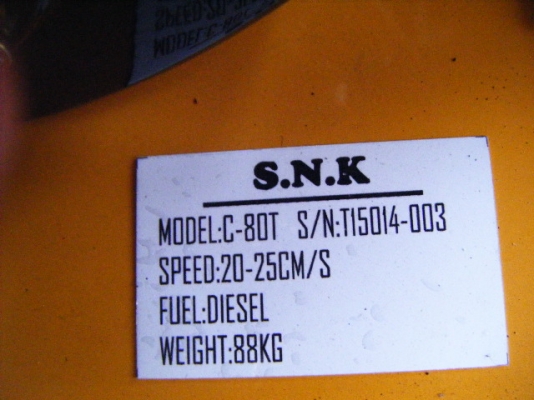 S.N.K
MODEL:C-80T S/N:T15014-003
SPEED:20-25CM/S
FUEL:DIESEL
WEIGHT:88KG